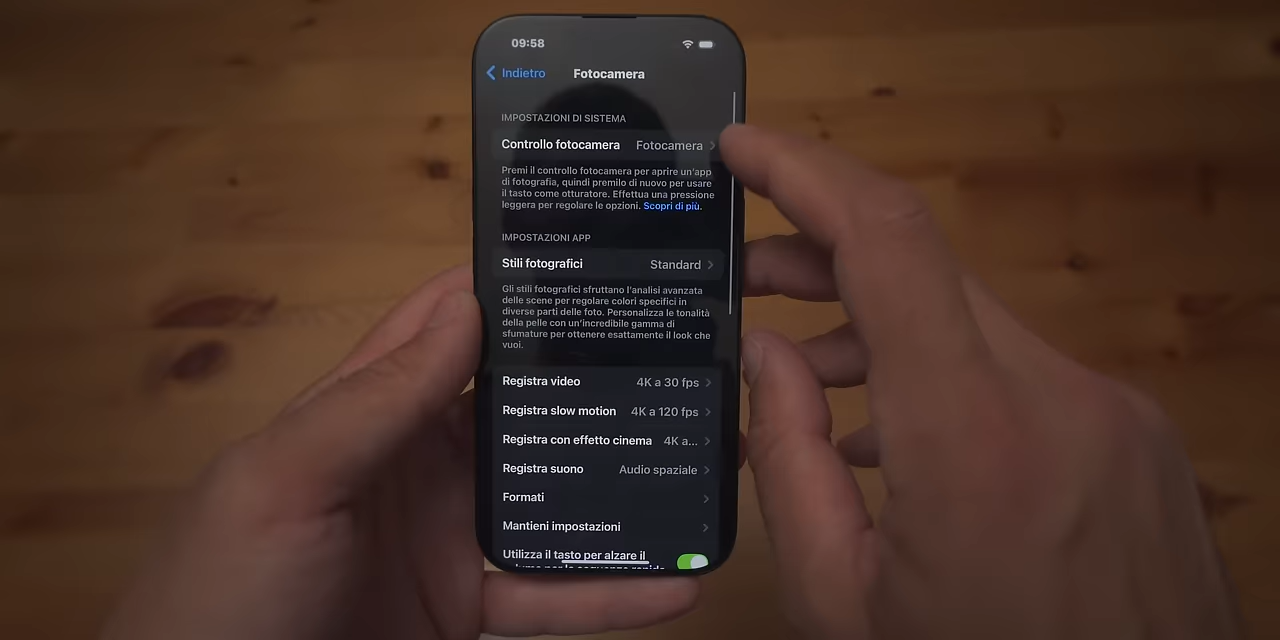 09:58
Indietro
Fotocamera
IMPOSTAZIONI DI SISTEMA
Controllo fotocamera Fotocamera
Premi il controllo fotocamera per aprire un'app
di fotografia, quindi premilo di nuovo per usare
il tasto come otturatore. Effettua una pressione
leggera per regolare le opzioni. Scopri di più.
IMPOSTAZIONI APP
Stili fotografici Standard
Gli stili fotografici sfruttano l'analisi avanzata
delle scene per regolare colori specifici in
diverse parti delle foto. Personalizza le tonalità
della pelle con un'incredibile gamma di
sfumature per ottenere esattamente il look che
vuoi.
Registra video 4K a 30 fps
Registra slow motion 4K a 120 fps
Registra con effetto cinema 4K a...
Registra suono Audio spaziale
Formati
Mantieni impostazioni
Utilizza il tasto per alzare il